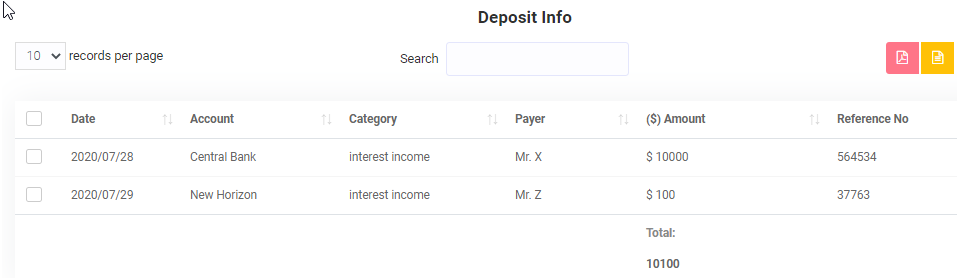 Deposit Info
10 records per page Search
Date Account Category Payer ($) Amount Reference No
2020/07/28 Central Bank interest income Mr. X $ 10000 564534
2020/07/29 New Horizon interest income Mr. Z $ 100 37763
Total:
10100